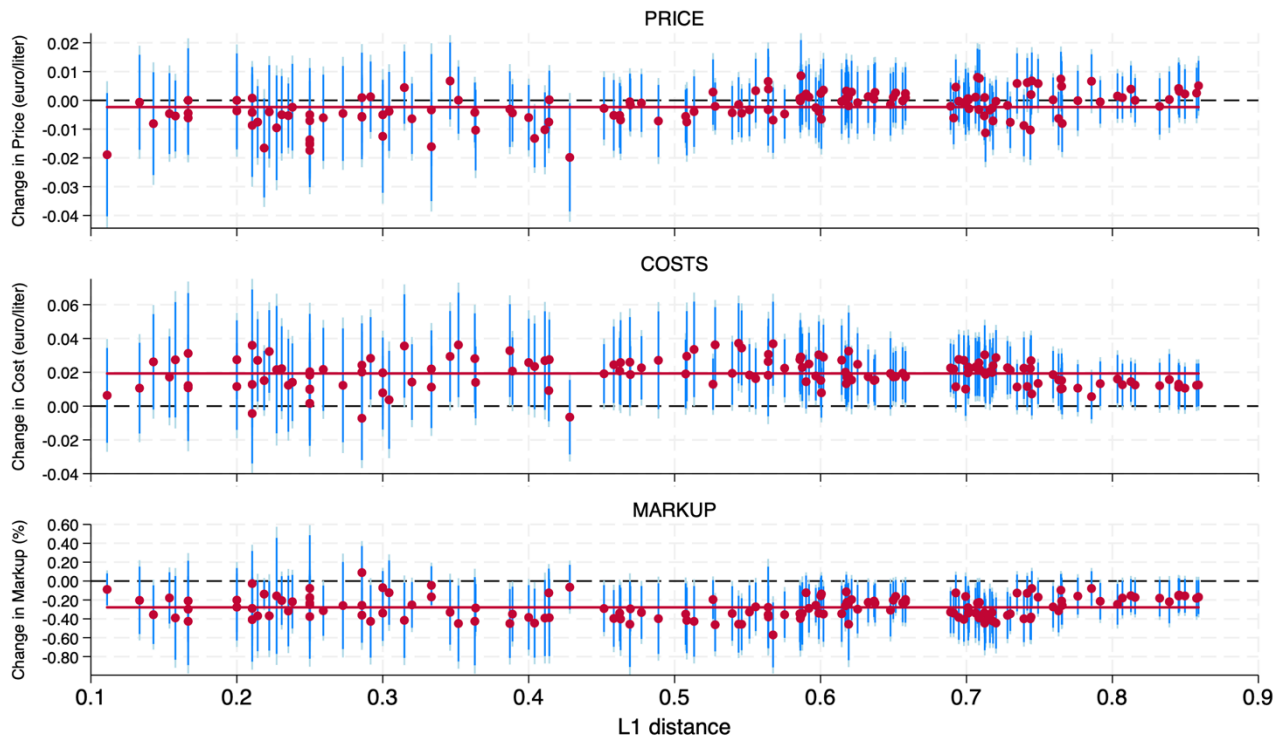 PRICE
Change in Price (euro/liter)
0.02
0.01
0.00
-0.01
-0.02
-0.03
-0.04
COSTS
Change in Cost (euro/liter)
0.06
0.04
0.02
0.00
-0.02
-0.04
MARKUP
Change in Markup (%)
0.60
0.40
0.20
0.00
-0.20
-0.40
-0.60
-0.80
0.1 0.2 0.3 0.4 0.5 0.6 0.7 0.8 0.9
L1 distance